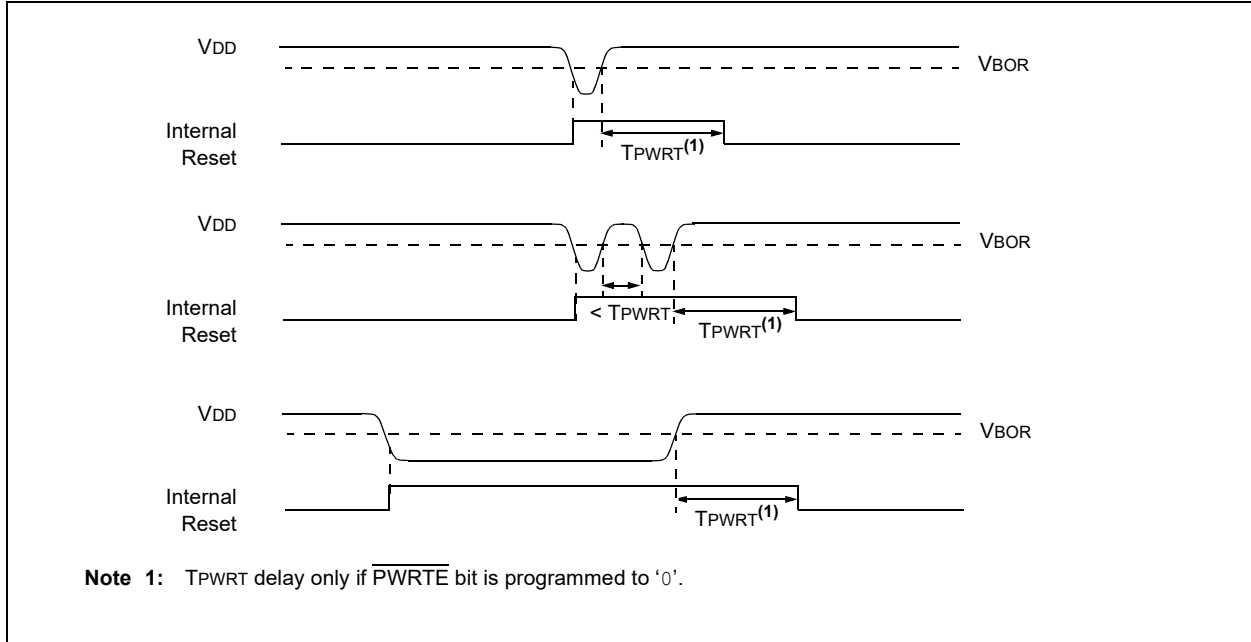 VDD
VBOR
Internal
Reset
TPWRT(1)
VDD
VBOR
Internal
Reset
< TPWRT
TPWRT(1)
VDD
VBOR
Internal
Reset
TPWRT(1)
Note 1: TPWRT delay only if PWRTE bit is programmed to ‘0’.